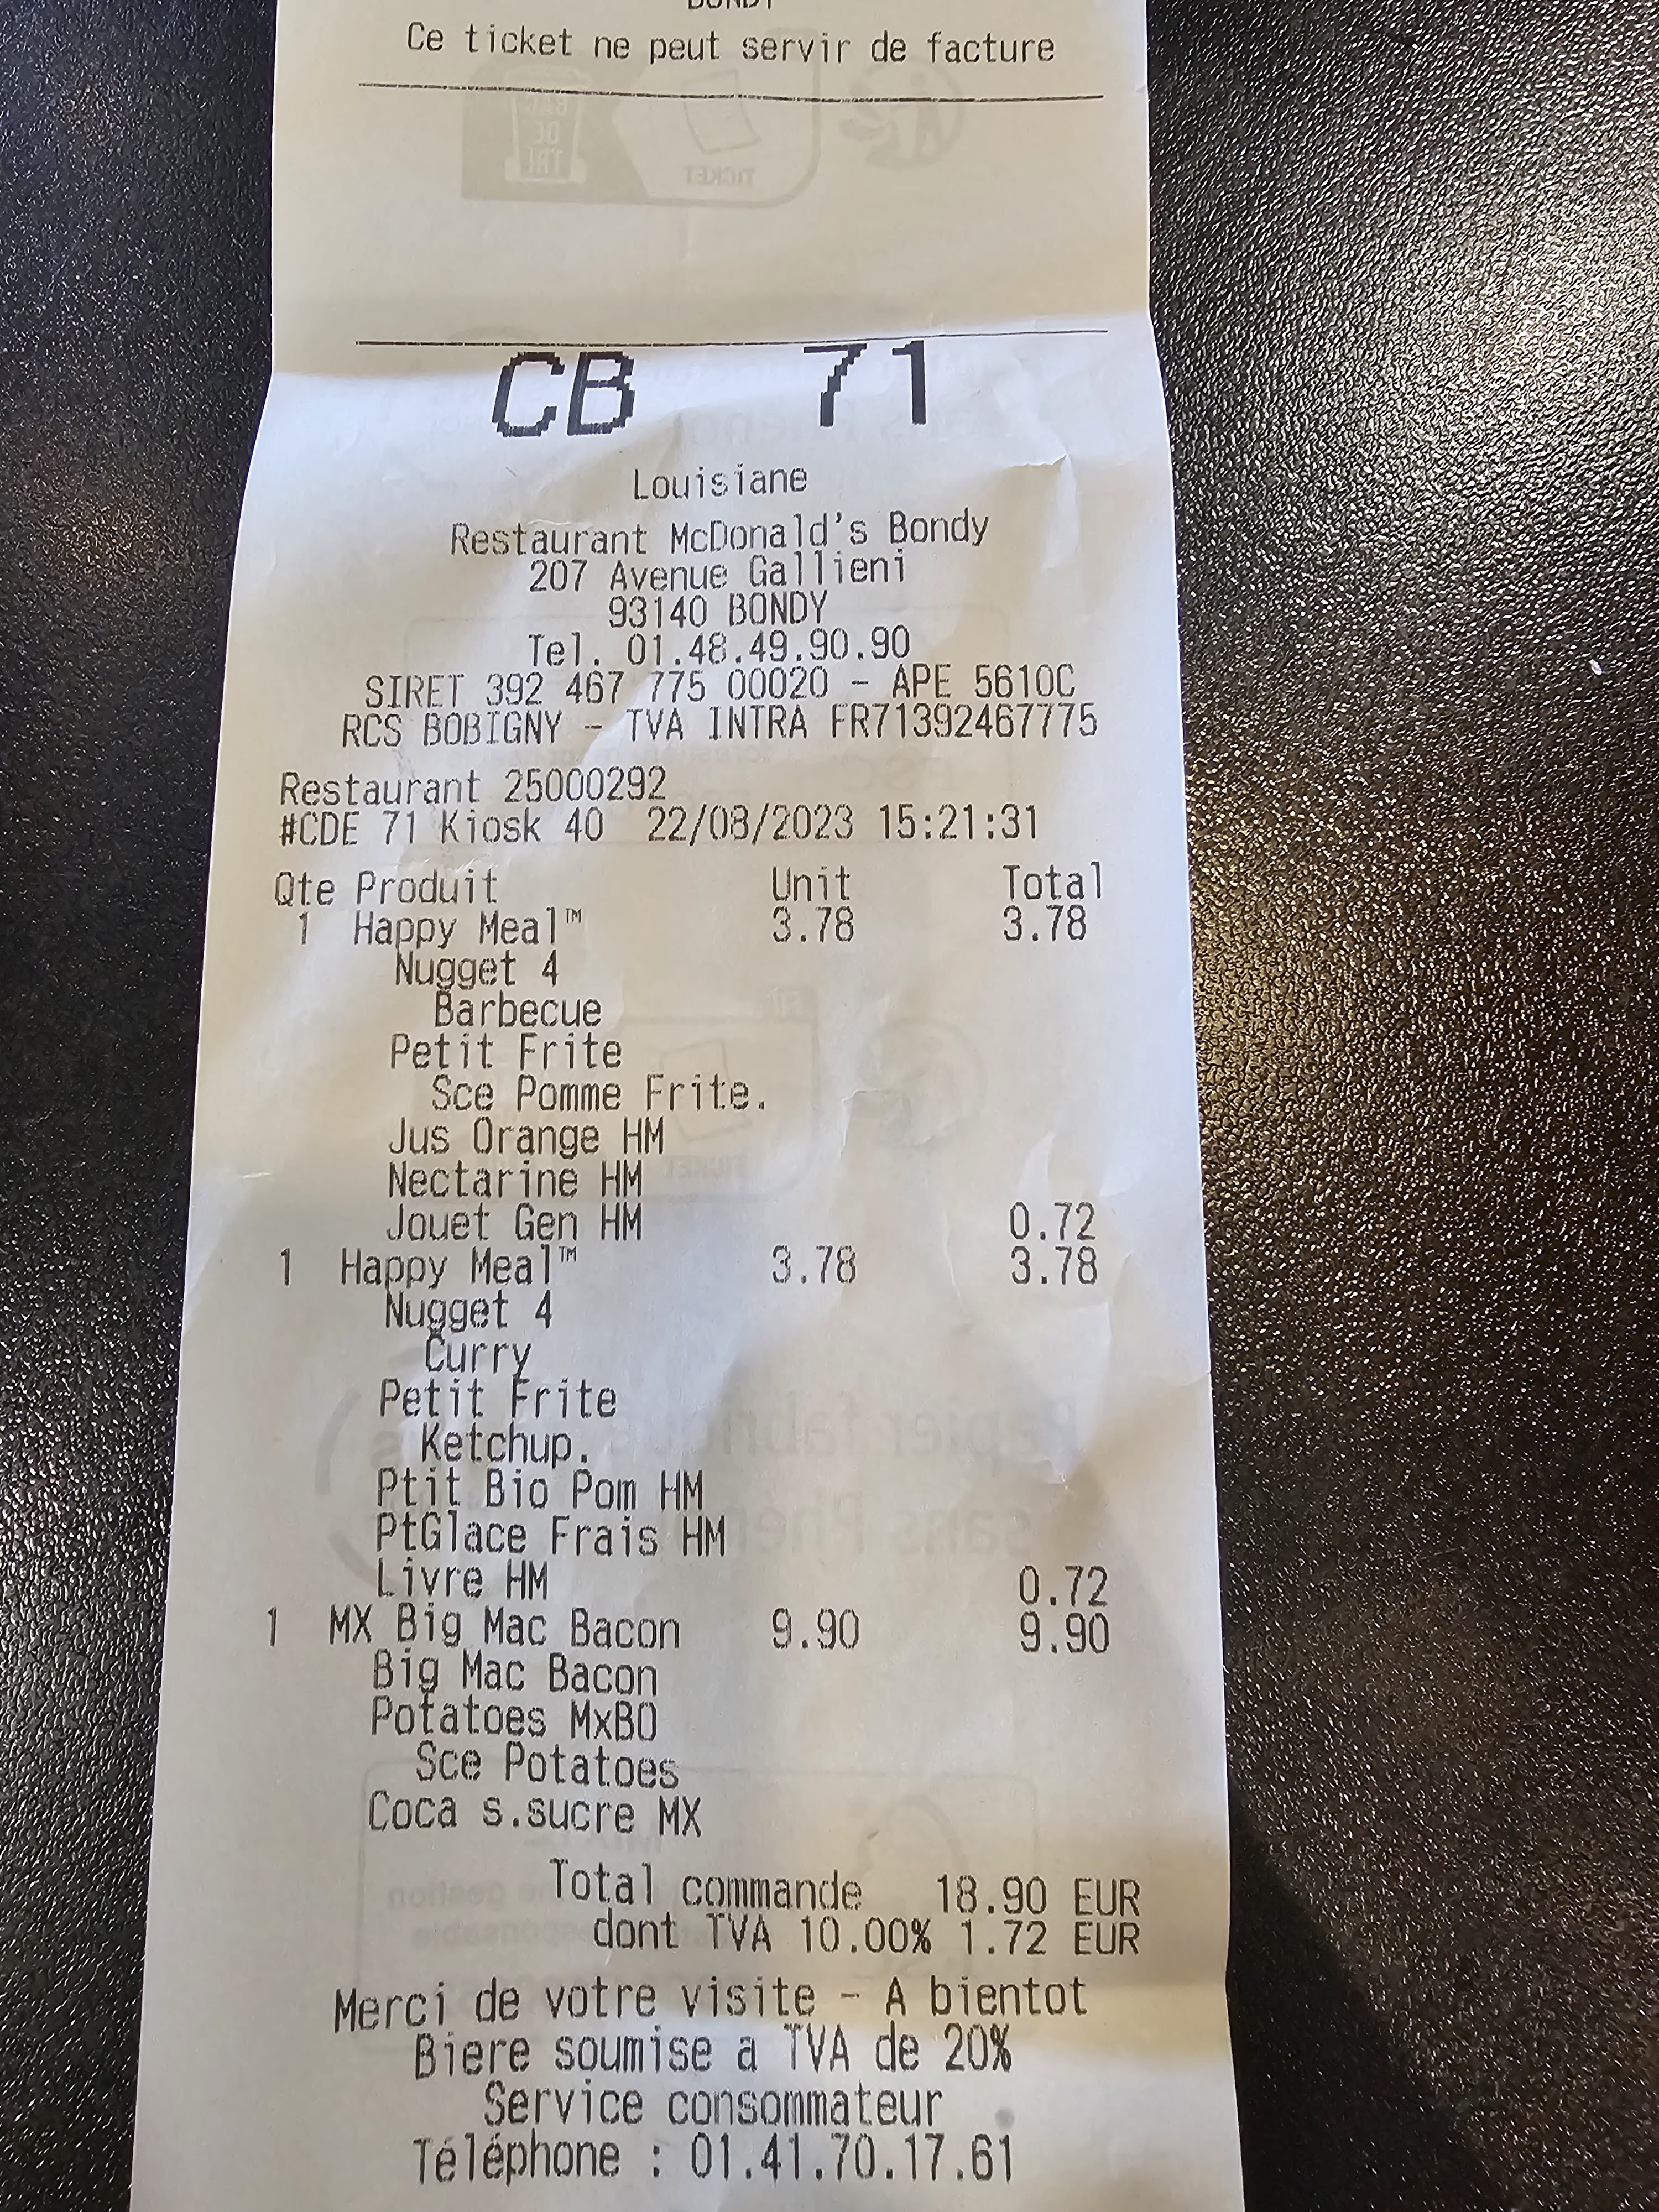 Ce ticket ne peut servir de facture
CB 71
Louisiane
Restaurant McDonald's Bondy
207 Avenue Gallieni
93140 BONDY
Tel. 01.48.49.90.90
SIRET 392 467 775 00020 - APE 5610C
RCS BOBIGNY - TVA INTRA FR71392467775
Restaurant 25000292
#CDE 71 Kiosk 40 22/08/2023 15:21:31
Qte Produit Unit Total
1 Happy Meal™ 3.78 3.78
Nugget 4
Barbecue
Petit Frite
Sce Pomme Frite.
Jus Orange HM
Nectarine HM
Jouet Gen HM 0.72
1 Happy Meal™ 3.78 3.78
Nugget 4
Curry
Petit Frite
Ketchup.
Ptit Bio Pom HM
PtGlace Frais HM
Livre HM 0.72
1 MX Big Mac Bacon 9.90 9.90
Big Mac Bacon
Potatoes MxBO
Sce Potatoes
Coca s.sucre MX
Total commande 18.90 EUR
dont TVA 10.00% 1.72 EUR
Merci de votre visite - A bientot
Biere soumise a TVA de 20%
Service consommateur
Téléphone : 01.41.70.17.61